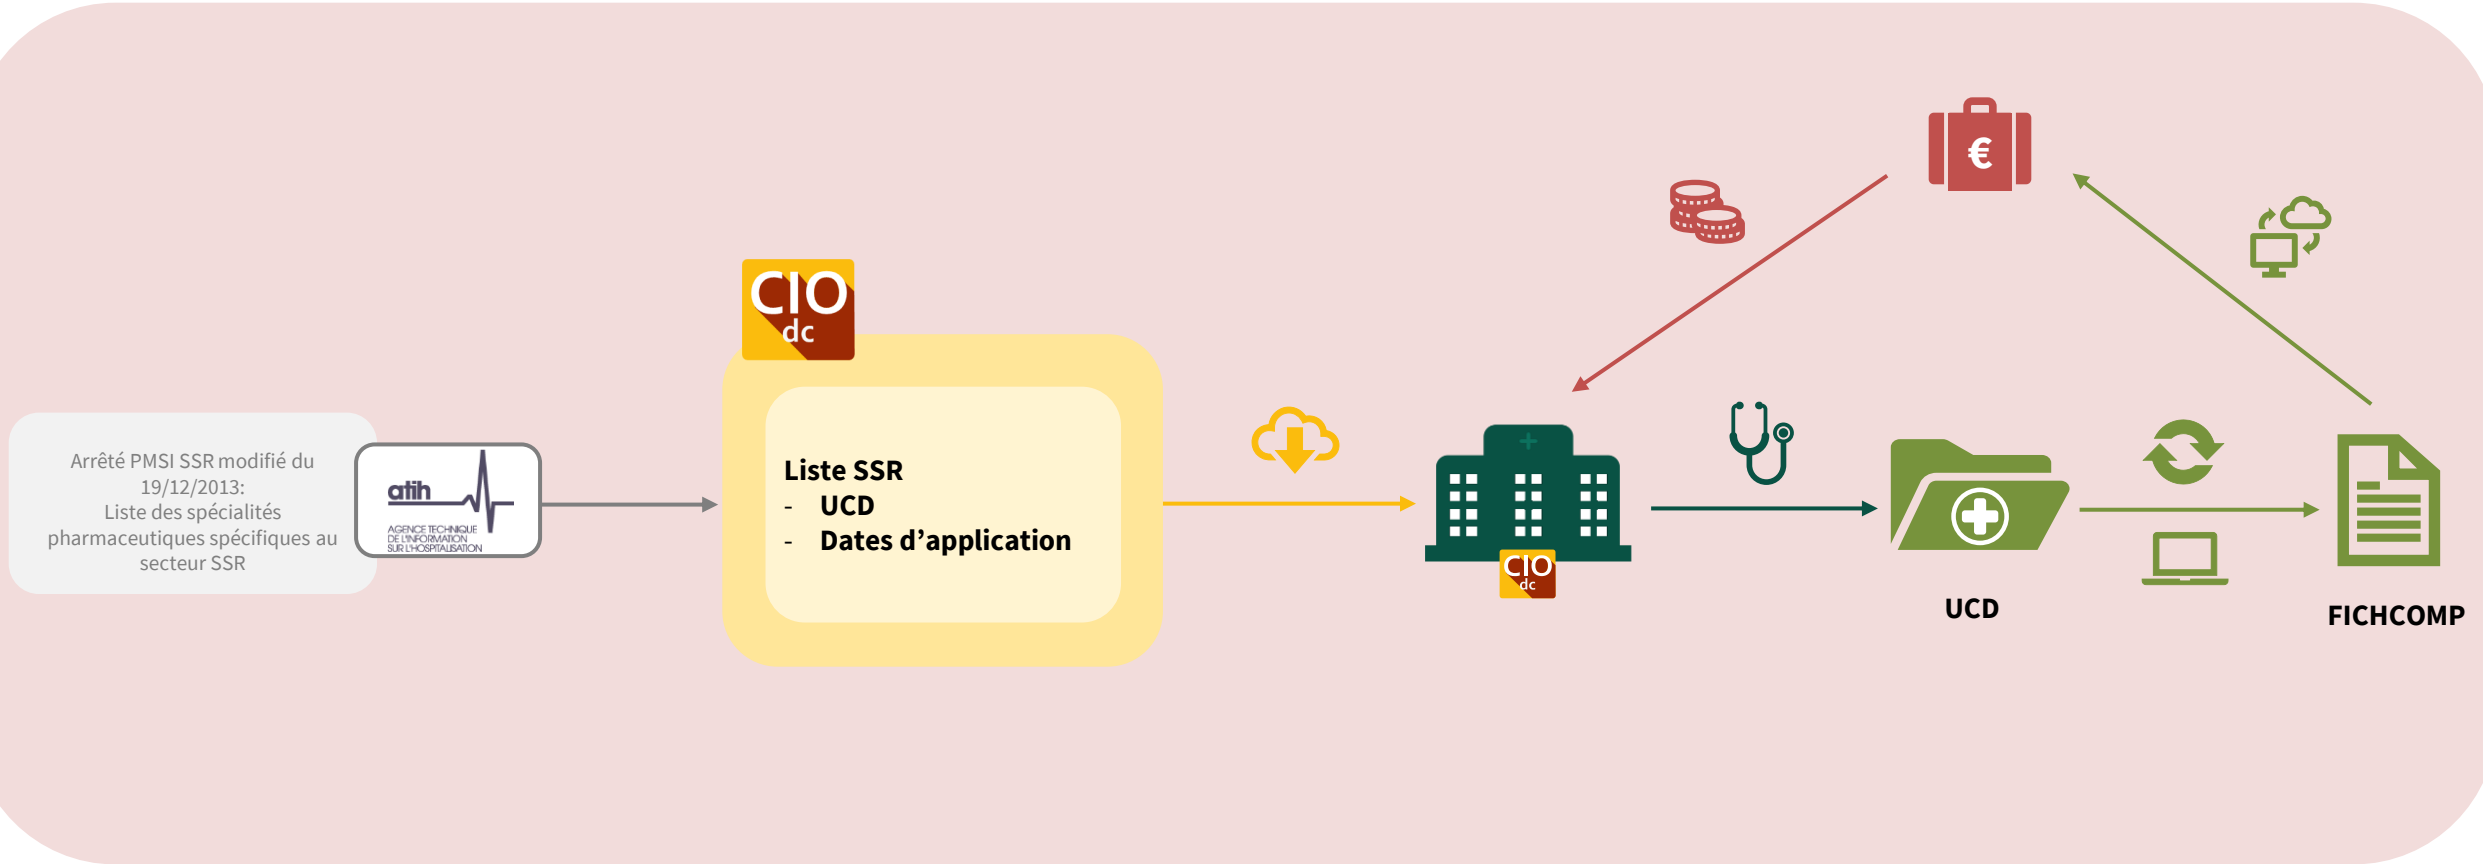 €
CIO
dc
Arrêté PMSI SSR modifié du
19/12/2013:
Liste des spécialités
pharmaceutiques spécifiques au
secteur SSR
atih
AGENCE TECHNIQUE
DE L'INFORMATION
SUR L'HOSPITALISATION
Liste SSR
- UCD
- Dates d’application
CIO
dc
UCD
FICHCOMP